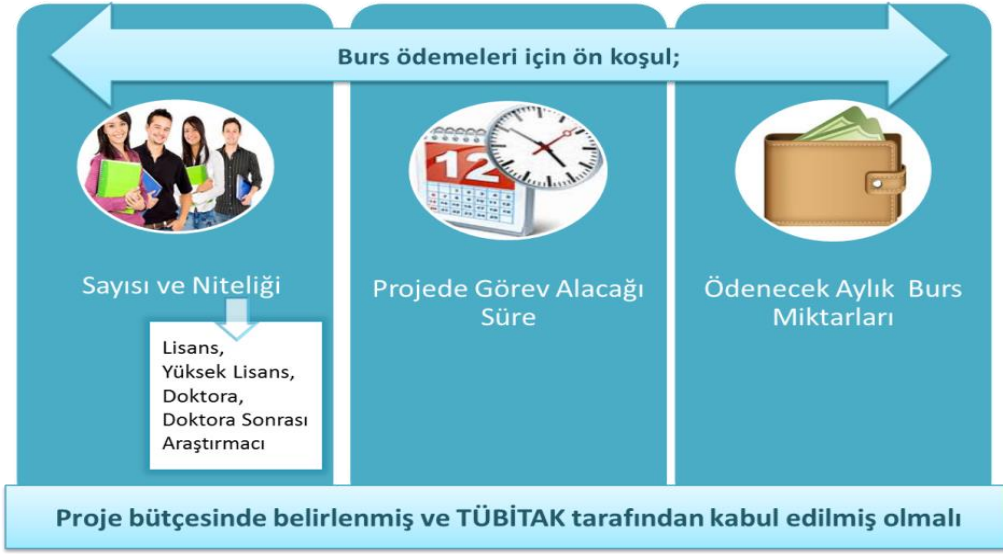 Burs ödemeleri için ön koşul;
12
Sayısı ve Niteliği
Lisans,
Yüksek Lisans,
Doktora,
Doktora Sonrası
Araştırmacı
Projede Görev Alacağı
Süre
Ödenecek Aylık Burs
Miktarları
Proje bütçesinde belirlenmiş ve TÜBİTAK tarafından kabul edilmiş olmalı